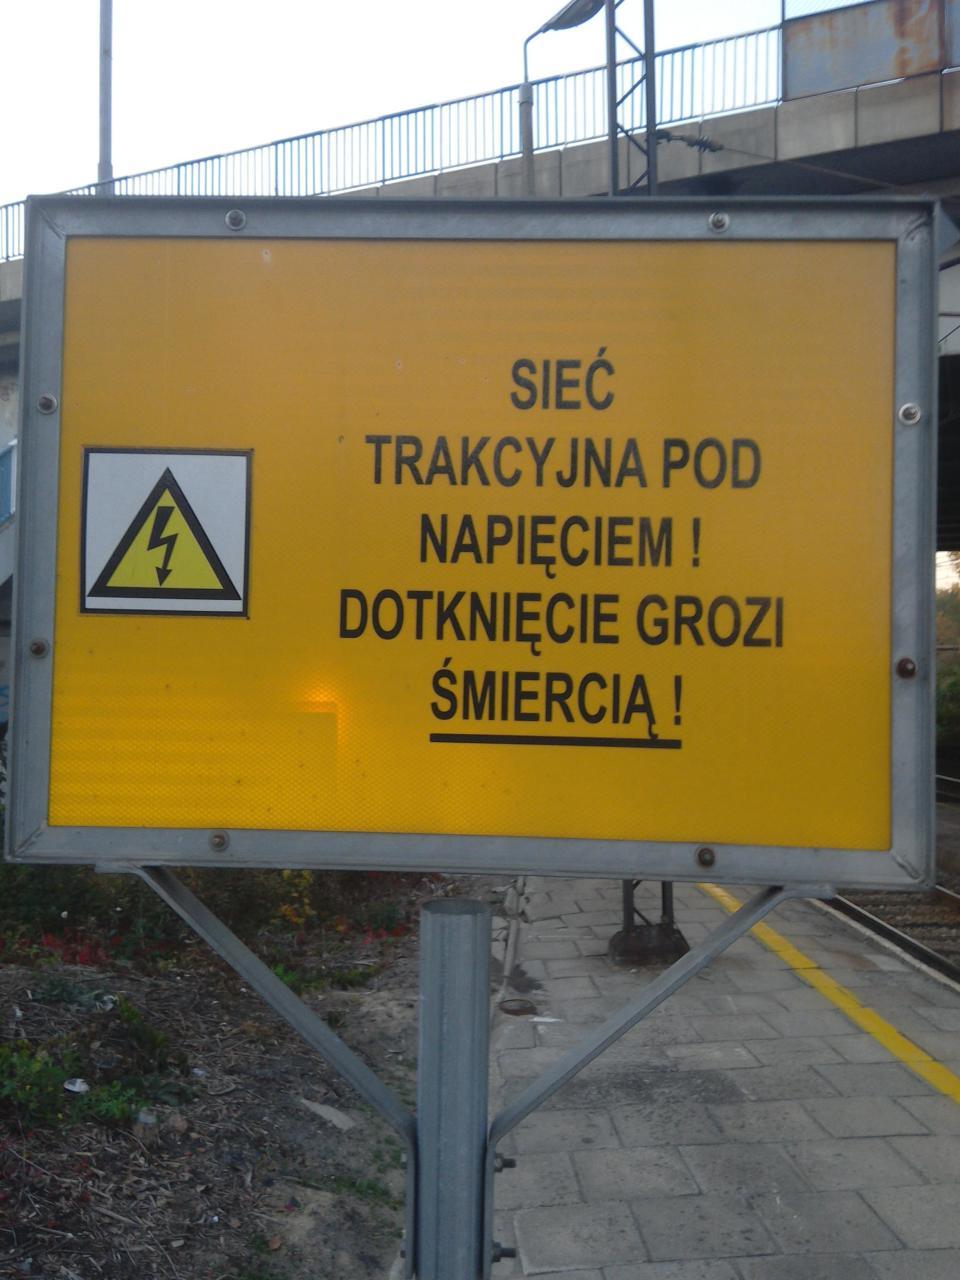 SIEĆ
TRAKCYJNA POD
NAPIĘCIEM !
DOTKNIĘCIE GROZI
ŚMIERCIĄ !